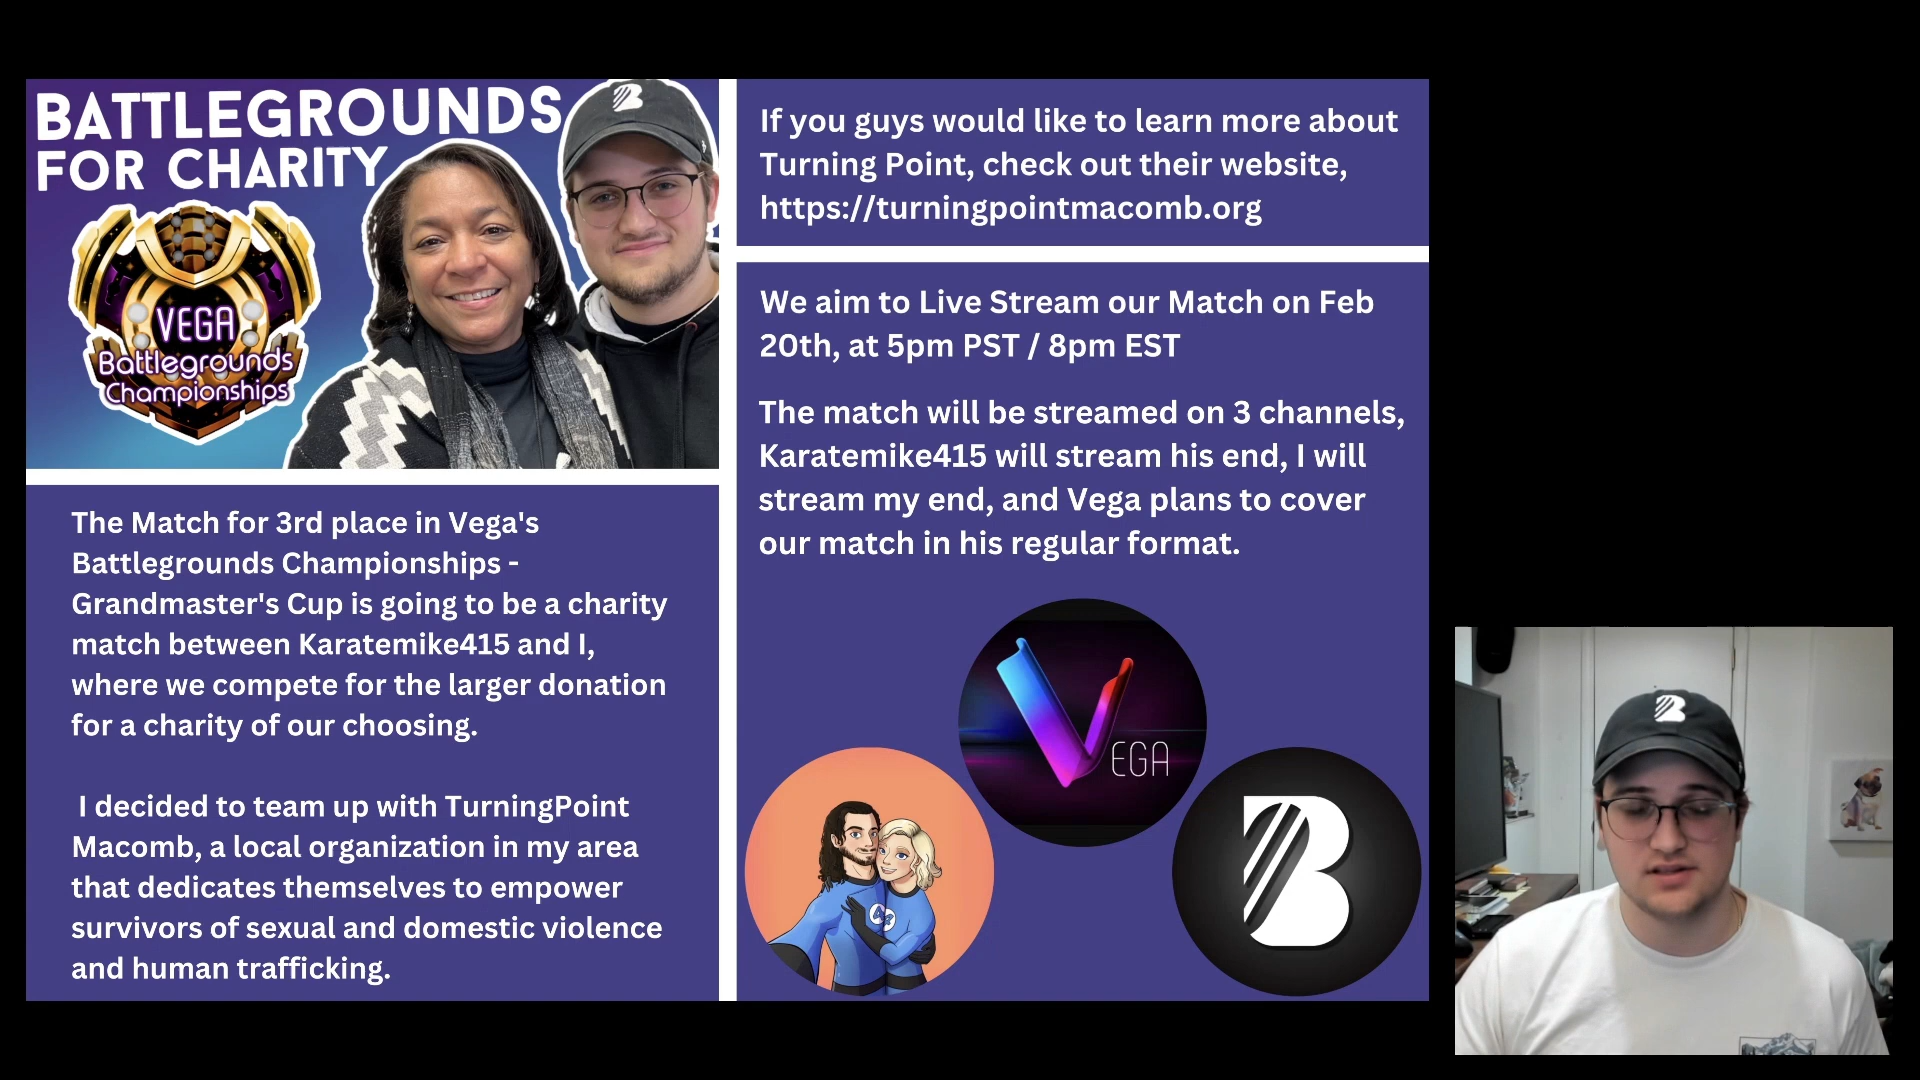 BATTLEGROUNDS
FOR CHARITY
VEGA
Battlegrounds
Championships
The Match for 3rd place in Vega's
Battlegrounds Championships -
Grandmaster's Cup is going to be a charity
match between Karatemike415 and I,
where we compete for the larger donation
for a charity of our choosing.
I decided to team up with TurningPoint
Macomb, a local organization in my area
that dedicates themselves to empower
survivors of sexual and domestic violence
and human trafficking.
If you guys would like to learn more about
Turning Point, check out their website,
https://turningpointmacomb.org
We aim to Live Stream our Match on Feb
20th, at 5pm PST / 8pm EST
The match will be streamed on 3 channels,
Karatemike415 will stream his end, I will
stream my end, and Vega plans to cover
our match in his regular format.
VEGA
B
B
B